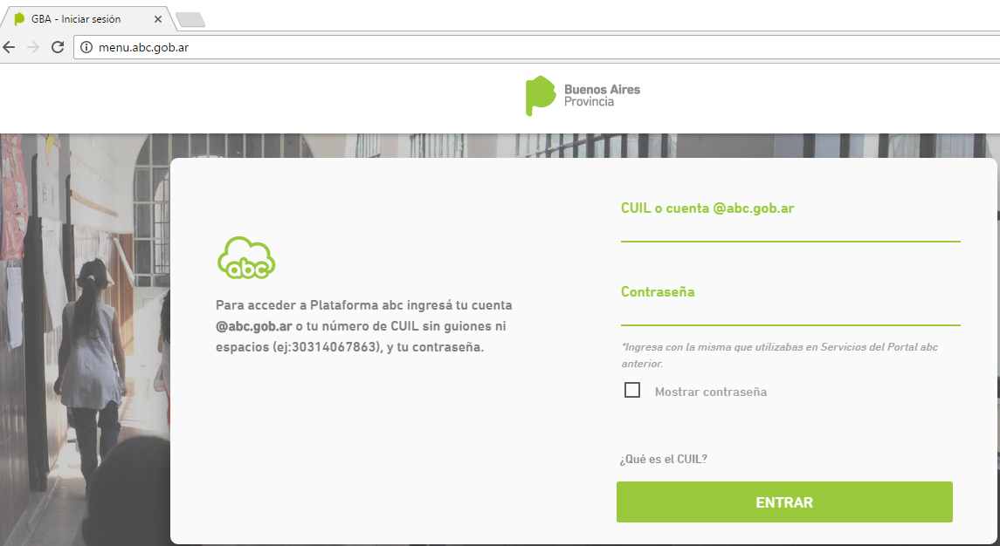 GBA - Iniciar sesión
menu.abc.gob.ar
Buenos Aires
Provincia
abc
Para acceder a Plataforma abc ingresá tu cuenta
@abc.gob.ar o tu número de CUIL sin guiones ni
espacios (ej:30314067863), y tu contraseña.
CUIL o cuenta @abc.gob.ar
Contraseña
*Ingresa con la misma que utilizabas en Servicios del Portal abc
anterior.
Mostrar contraseña
¿Qué es el CUIL?
ENTRAR